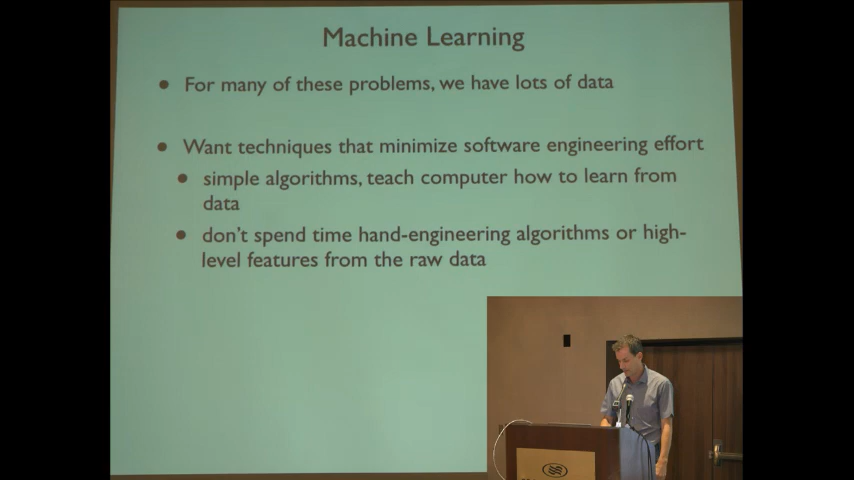 Machine Learning
• For many of these problems, we have lots of data
• Want techniques that minimize software engineering effort
• simple algorithms, teach computer how to learn from
data
• don't spend time hand-engineering algorithms or high-
level features from the raw data